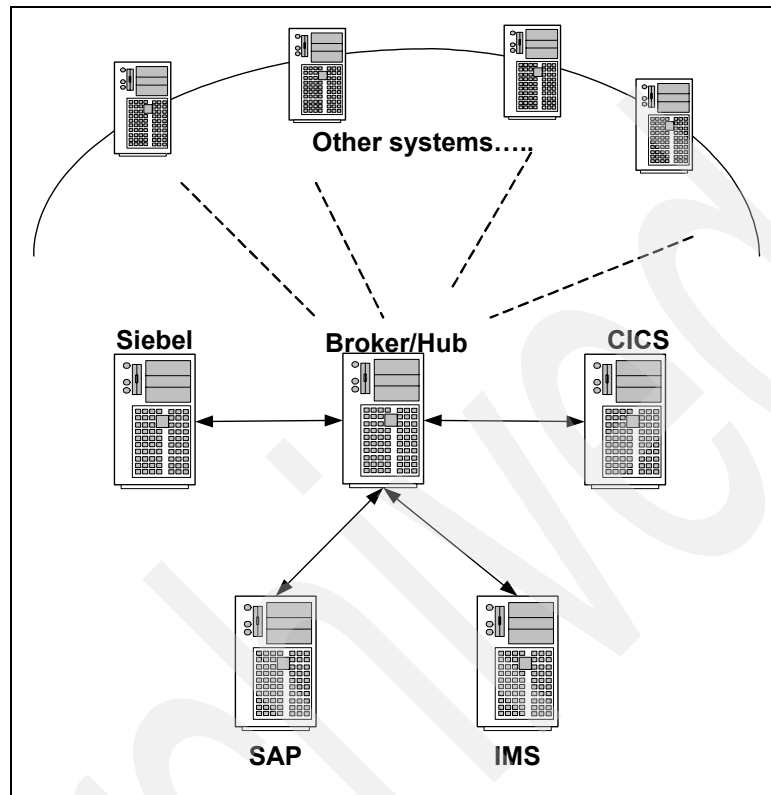 Other systems.....
Siebel
Broker/Hub
CICS
SAP
IMS